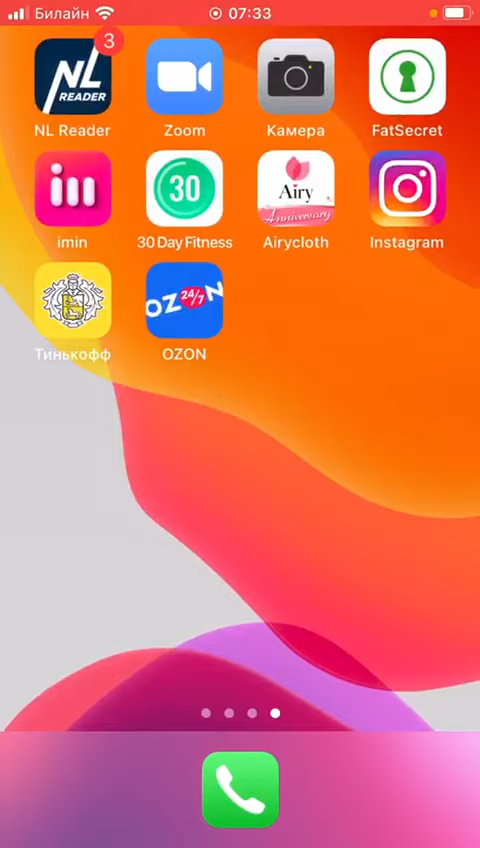 Билайн 07:33
3
NL
READER
NL Reader Zoom Камера FatSecret
im
30
Airy
Anniversary
imin 30 Day Fitness Airycloth Instagram
OZON
24/7
Тинькофф OZON